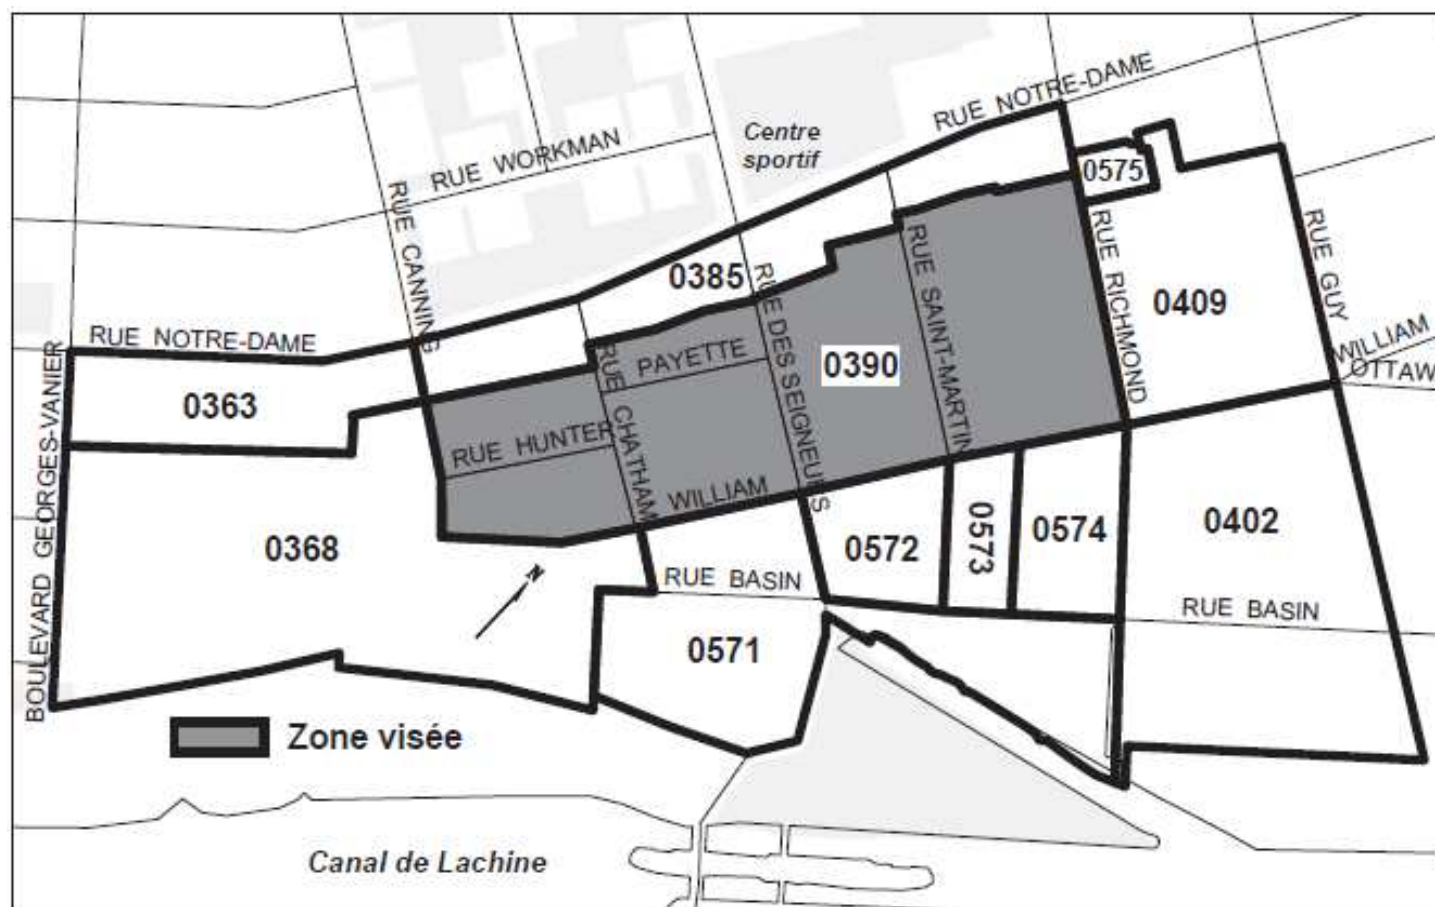 RUE NOTRE-DAME
Centre
sportif
RUE WORKMAN
0575
RUE CANNING
RUE GUY
0385
RUE DES SEIGNEURS
RUE SAINT-MARTIN
RUE RICHMOND
0409
RUE NOTRE-DAME
BOULEVARD GEORGES-VANIER
0363
RUE CHATHAM
PAYETTE
0390
WILLIAM
OTTAW
RUE HUNTER
WILLIAM
0368
0572
0573
0574
0402
N
RUE BASIN
RUE BASIN
0571
Zone visée
Canal de Lachine